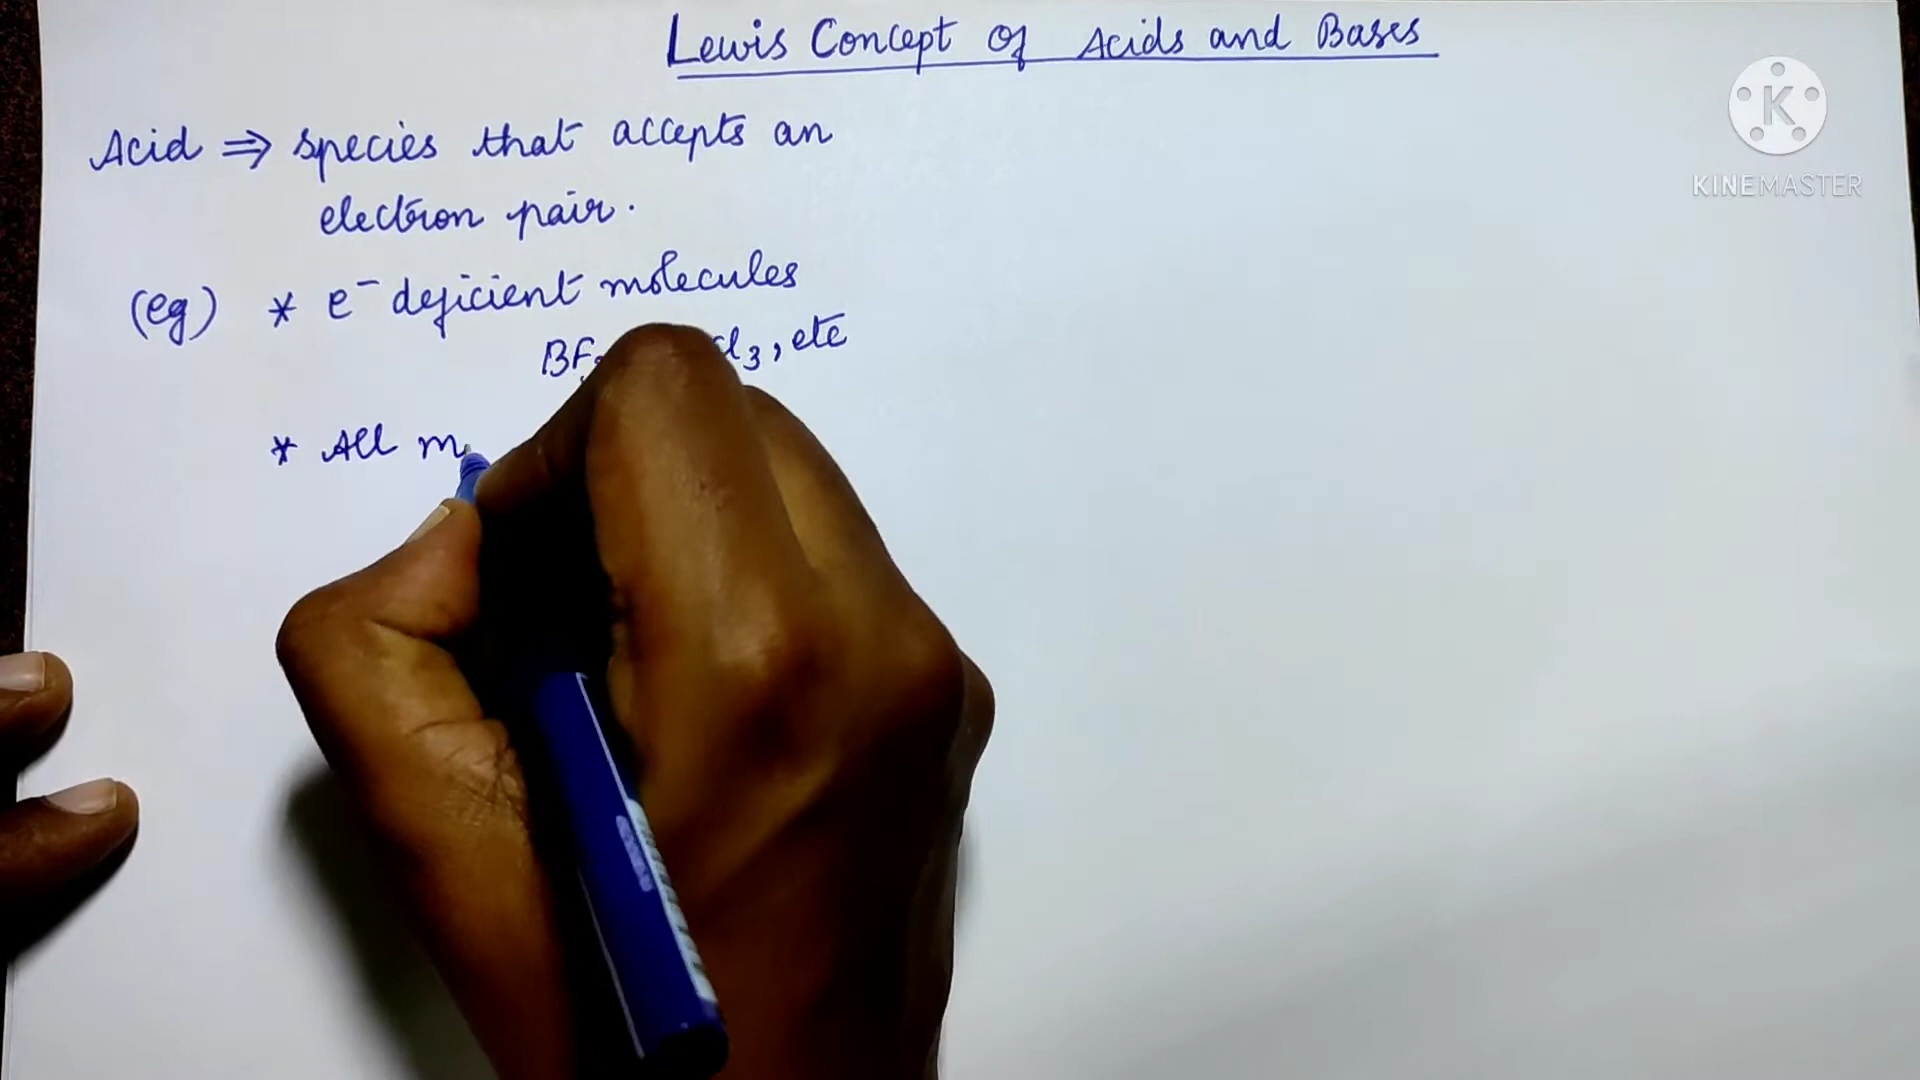 Lewis Concept of Acids and Bases
K
KINEMASTER
Acid ⇒ species that accepts an
electron pair.
(eg) * e⁻ deficient molecules
BF l3, etc
* All m